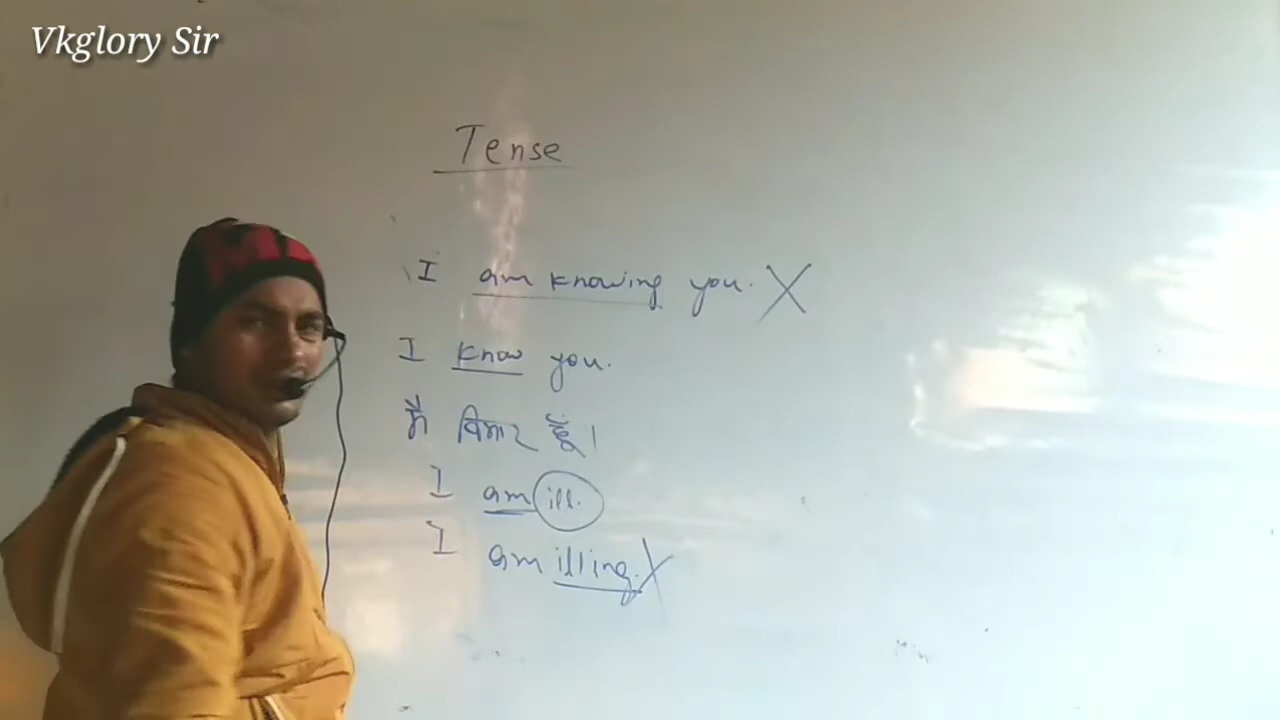 Vkglory Sir
Tense
I am knowing you. X
I know you.
मैं बिमार हूँ।
I am ill.
I am illing. X